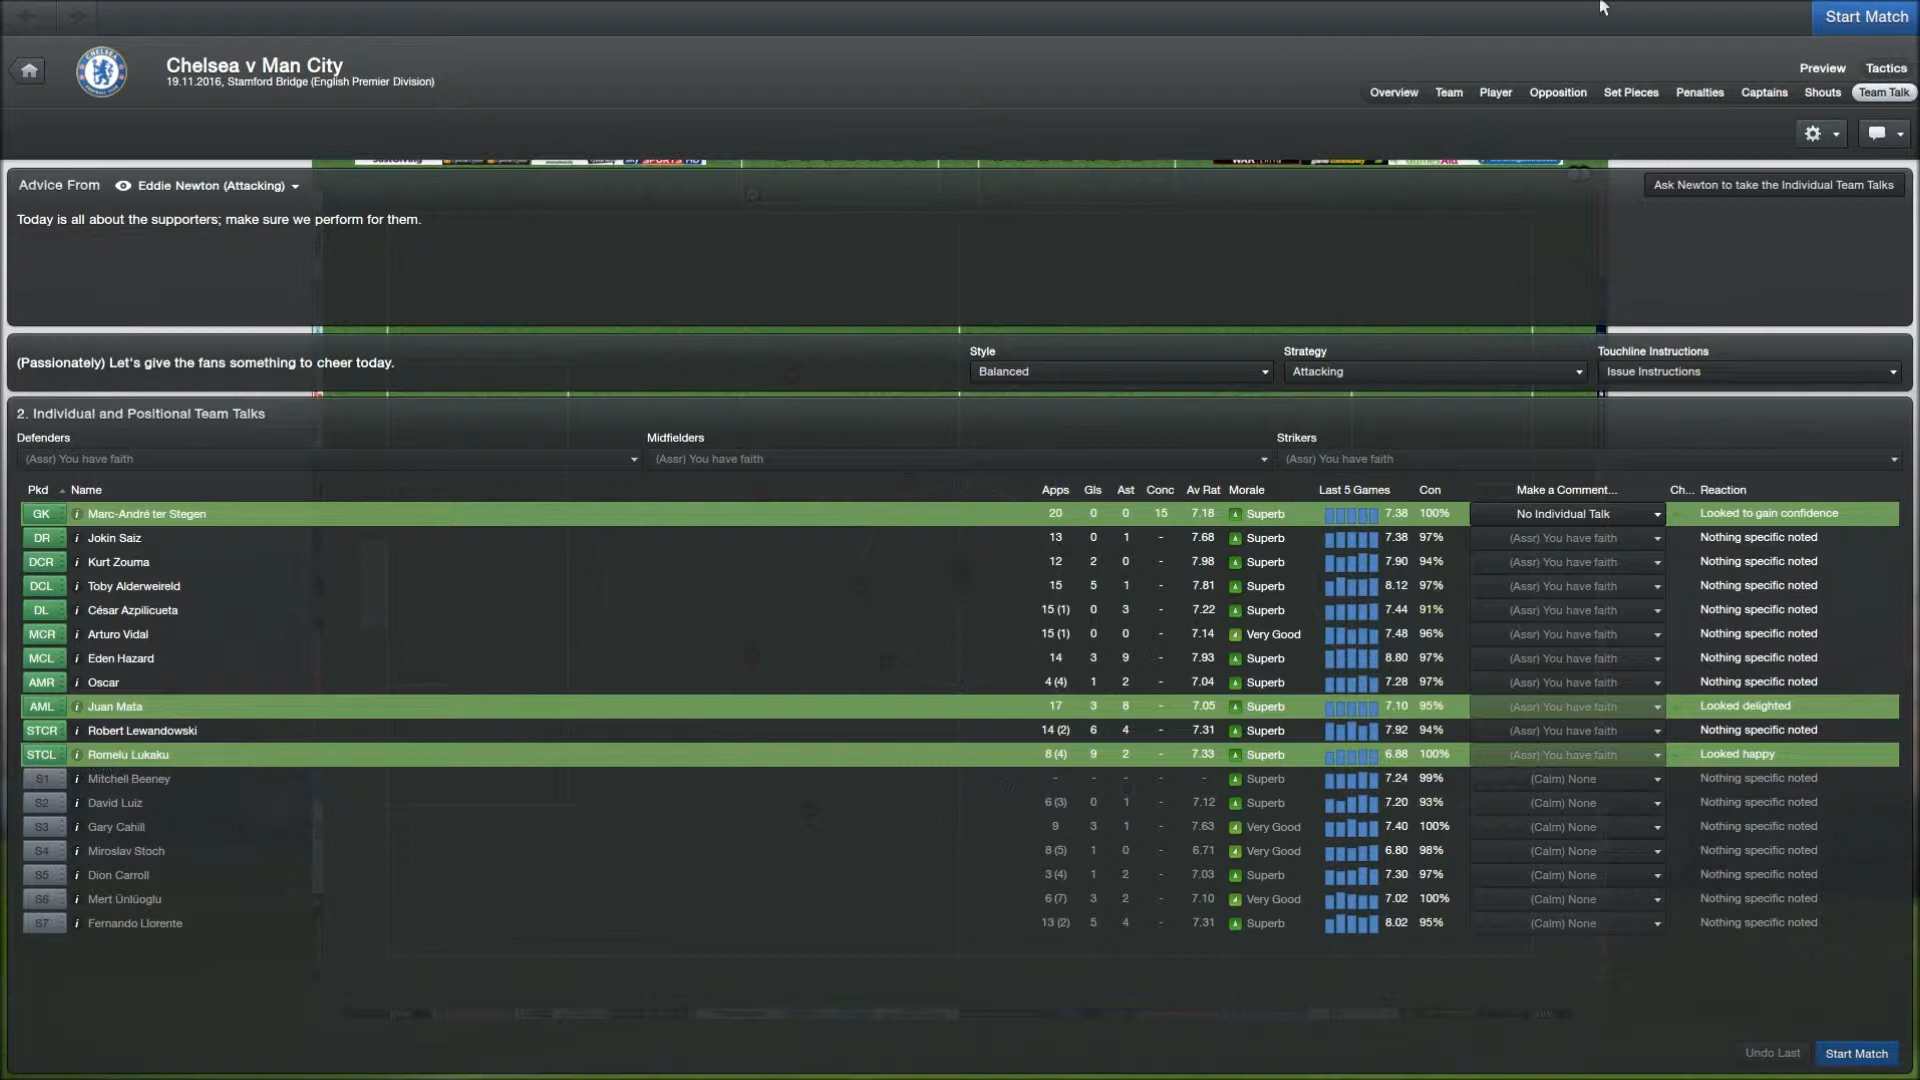 Start Match
Chelsea v Man City
19.11.2016, Stamford Bridge (English Premier Division)
Preview Tactics
Overview Team Player Opposition Set Pieces Penalties Captains Shouts Team Talk
Advice From Eddie Newton (Attacking) Ask Newton to take the Individual Team Talks
Today is all about the supporters; make sure we perform for them.
Style Strategy Touchline Instructions
(Passionately) Let's give the fans something to cheer today. Balanced Attacking Issue Instructions
2. Individual and Positional Team Talks
Defenders Midfielders Strikers
(Assr) You have faith (Assr) You have faith (Assr) You have faith
Pkd Name Apps Gls Ast Conc Av Rat Morale Last 5 Games Con Make a Comment... Ch... Reaction
GK i Marc-André ter Stegen 20 0 0 15 7.18 Superb 7.38 100% No Individual Talk Looked to gain confidence
DR i Jokin Saiz 13 0 1 - 7.68 Superb 7.38 97% (Assr) You have faith Nothing specific noted
DCR i Kurt Zouma 12 2 0 - 7.98 Superb 7.90 94% (Assr) You have faith Nothing specific noted
DCL i Toby Alderweireld 15 5 1 - 7.81 Superb 8.12 97% (Assr) You have faith Nothing specific noted
DL i César Azpilicueta 15 (1) 0 3 - 7.22 Superb 7.44 91% (Assr) You have faith Nothing specific noted
MCR i Arturo Vidal 15 (1) 0 0 - 7.14 Very Good 7.48 96% (Assr) You have faith Nothing specific noted
MCL i Eden Hazard 14 3 9 - 7.93 Superb 8.80 97% (Assr) You have faith Nothing specific noted
AMR i Oscar 4 (4) 1 2 - 7.04 Superb 7.28 97% (Assr) You have faith Nothing specific noted
AML i Juan Mata 17 3 8 - 7.05 Superb 7.10 95% (Assr) You have faith Looked delighted
STCR i Robert Lewandowski 14 (2) 6 4 - 7.31 Superb 7.92 94% (Assr) You have faith Nothing specific noted
STCL i Romelu Lukaku 8 (4) 9 2 - 7.33 Superb 6.88 100% (Assr) You have faith Looked happy
S1 i Mitchell Beeney - - - - - Superb 7.24 99% (Calm) None Nothing specific noted
S2 i David Luiz 6 (3) 0 1 - 7.12 Superb 7.20 93% (Calm) None Nothing specific noted
S3 i Gary Cahill 9 3 1 - 7.63 Very Good 7.40 100% (Calm) None Nothing specific noted
S4 i Miroslav Stoch 8 (5) 1 0 - 6.71 Very Good 6.80 98% (Calm) None Nothing specific noted
S5 i Dion Carroll 3 (4) 1 2 - 7.03 Superb 7.30 97% (Calm) None Nothing specific noted
S6 i Mert Ünlüoglu 6 (7) 3 2 - 7.10 Very Good 7.02 100% (Calm) None Nothing specific noted
S7 i Fernando Llorente 13 (2) 5 4 - 7.31 Superb 8.02 95% (Calm) None Nothing specific noted
Undo Last Start Match